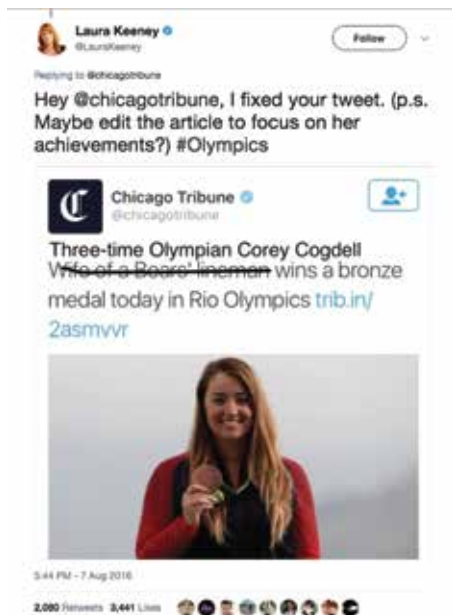 Laura Keeney
@LauraKeeney
Follow
Replying to @chicagotribune
Hey @chicagotribune, I fixed your tweet. (p.s.
Maybe edit the article to focus on her
achievements?) #Olympics
Chicago Tribune
@chicagotribune
Three-time Olympian Corey Cogdell
Wife of a Bears' lineman wins a bronze
medal today in Rio Olympics trib.in/
2asmvvr
5:44 PM - 7 Aug 2016
2,080 Retweets 3,441 Likes